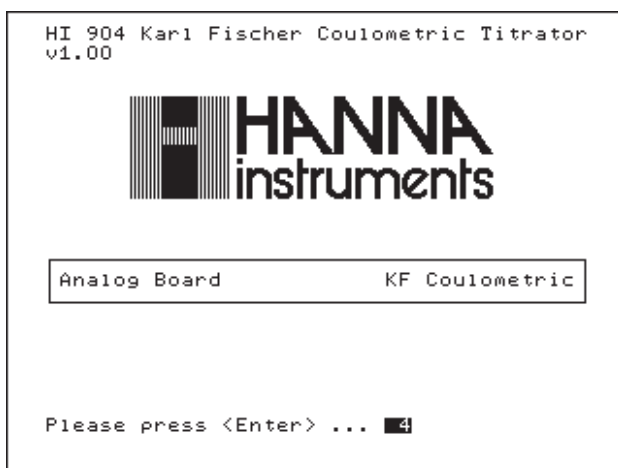 HI 904 Karl Fischer Coulometric Titrator
v1.00
HANNA
instruments
Analog Board KF Coulometric
Please press <Enter> ... 4